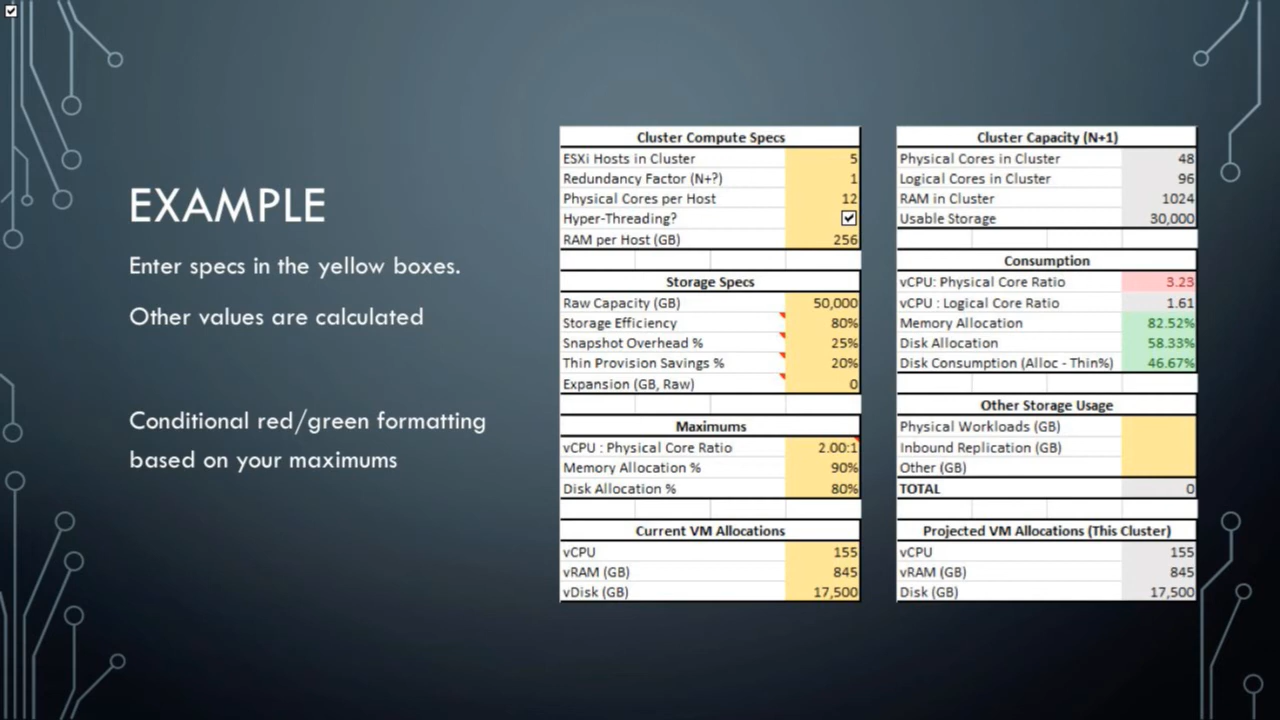 EXAMPLE
Enter specs in the yellow boxes.
Other values are calculated
Conditional red/green formatting
based on your maximums
Cluster Compute Specs
ESXi Hosts in Cluster 5
Redundancy Factor (N+?) 1
Physical Cores per Host 12
Hyper-Threading?
RAM per Host (GB) 256
Storage Specs
Raw Capacity (GB) 50,000
Storage Efficiency 80%
Snapshot Overhead % 25%
Thin Provision Savings % 20%
Expansion (GB, Raw) 0
Maximums
vCPU : Physical Core Ratio 2.00:1
Memory Allocation % 90%
Disk Allocation % 80%
Current VM Allocations
vCPU 155
vRAM (GB) 845
vDisk (GB) 17,500
Cluster Capacity (N+1)
Physical Cores in Cluster 48
Logical Cores in Cluster 96
RAM in Cluster 1024
Usable Storage 30,000
Consumption
vCPU: Physical Core Ratio 3.23
vCPU : Logical Core Ratio 1.61
Memory Allocation 82.52%
Disk Allocation 58.33%
Disk Consumption (Alloc - Thin%) 46.67%
Other Storage Usage
Physical Workloads (GB)
Inbound Replication (GB)
Other (GB)
TOTAL 0
Projected VM Allocations (This Cluster)
vCPU 155
vRAM (GB) 845
Disk (GB) 17,500